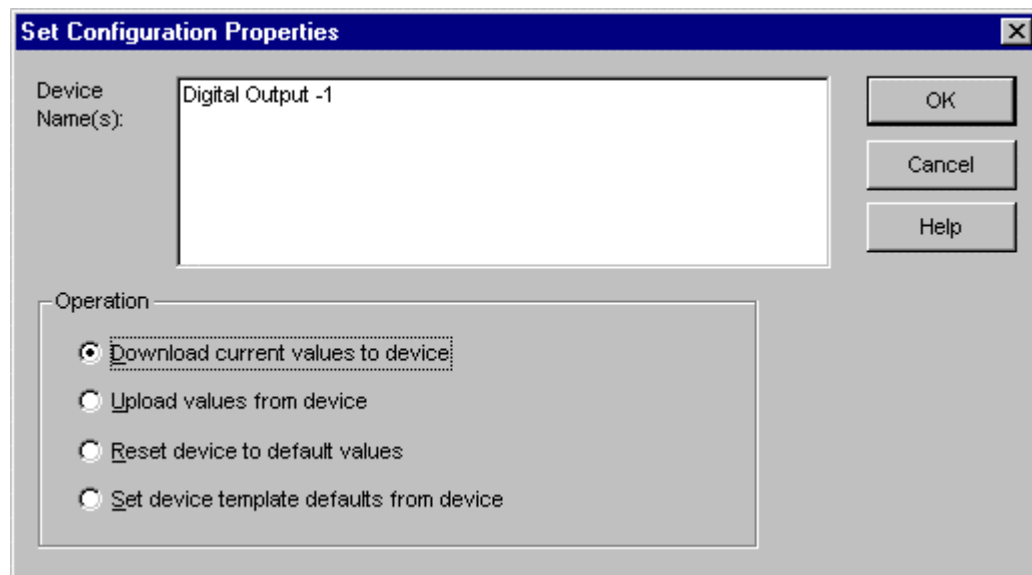 Set Configuration Properties
Device
Name(s):
Digital Output -1
OK
Cancel
Help
Operation
Download current values to device
Upload values from device
Reset device to default values
Set device template defaults from device